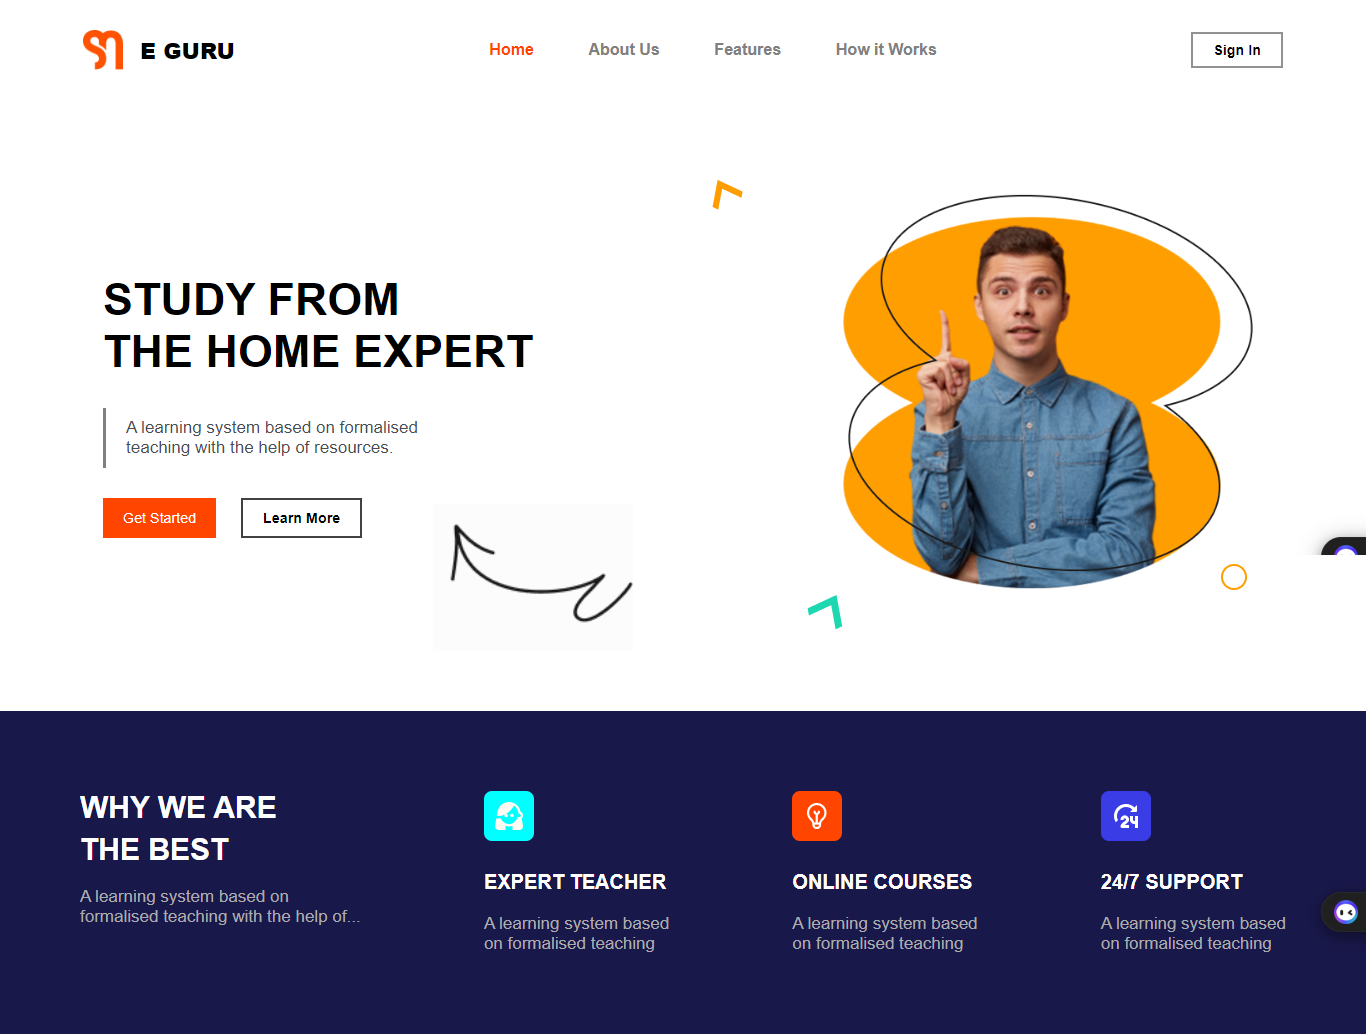 E GURU
Home
About Us
Features
How it Works
Sign In
STUDY FROM
THE HOME EXPERT
A learning system based on formalised
teaching with the help of resources.
Get Started
Learn More
WHY WE ARE
THE BEST
A learning system based on
formalised teaching with the help of...
EXPERT TEACHER
A learning system based
on formalised teaching
ONLINE COURSES
A learning system based
on formalised teaching
24
24/7 SUPPORT
A learning system based
on formalised teaching